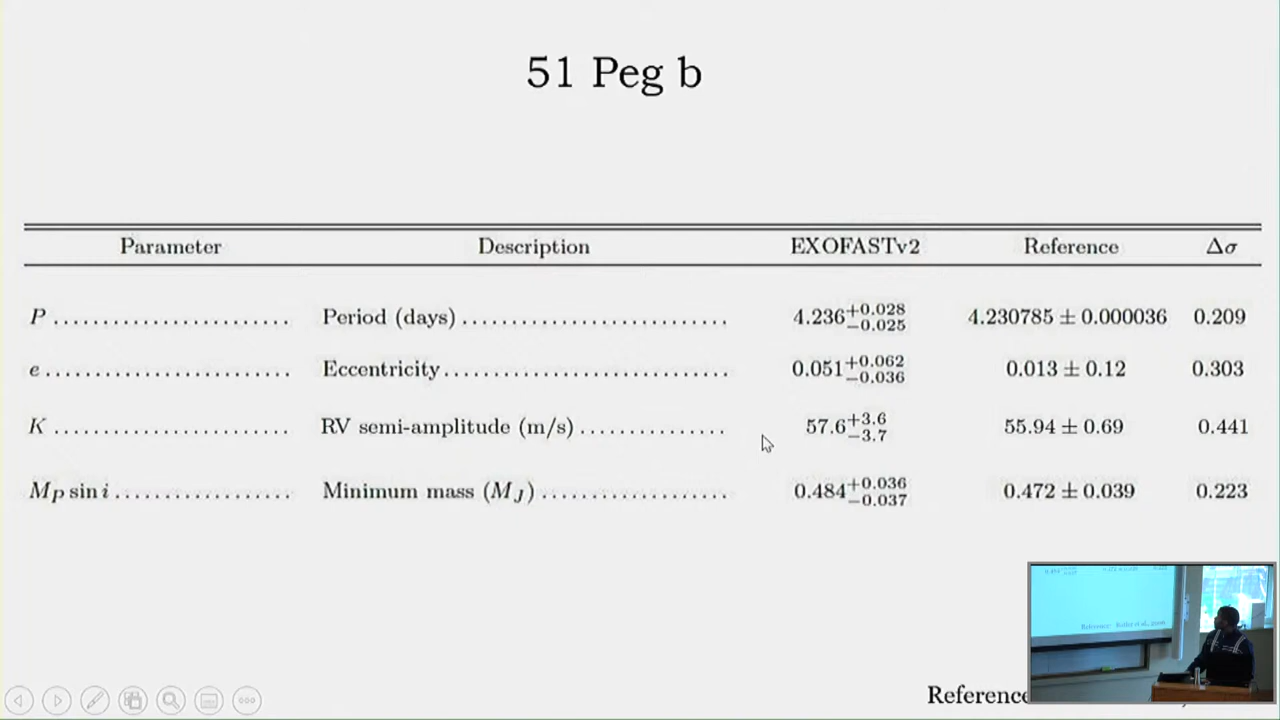 51 Peg b
Parameter Description EXOFASTv2 Reference Δσ
P ........................ Period (days) ........................... 4.236+0.028−0.025 4.230785 ± 0.000036 0.209
e ........................ Eccentricity ............................. 0.051+0.062−0.036 0.013 ± 0.12 0.303
K ........................ RV semi-amplitude (m/s) ............... 57.6+3.6−3.7 55.94 ± 0.69 0.441
MP sin i .................. Minimum mass (MJ) ................... 0.484+0.036−0.037 0.472 ± 0.039 0.223
Reference